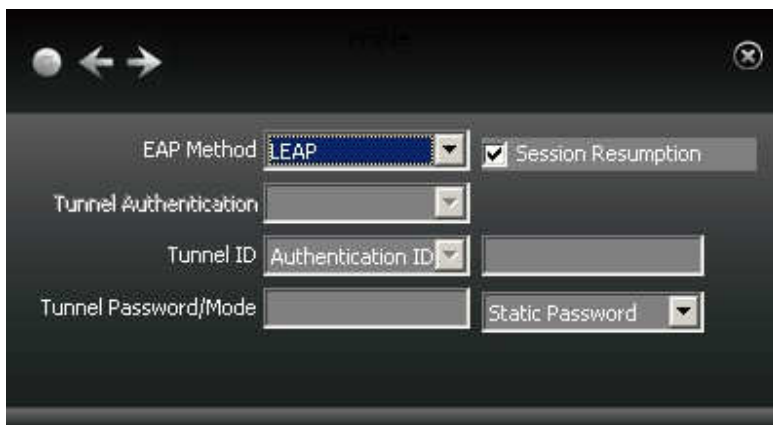 EAP Method LEAP Session Resumption
Tunnel Authentication
Tunnel ID Authentication ID
Tunnel Password/Mode Static Password